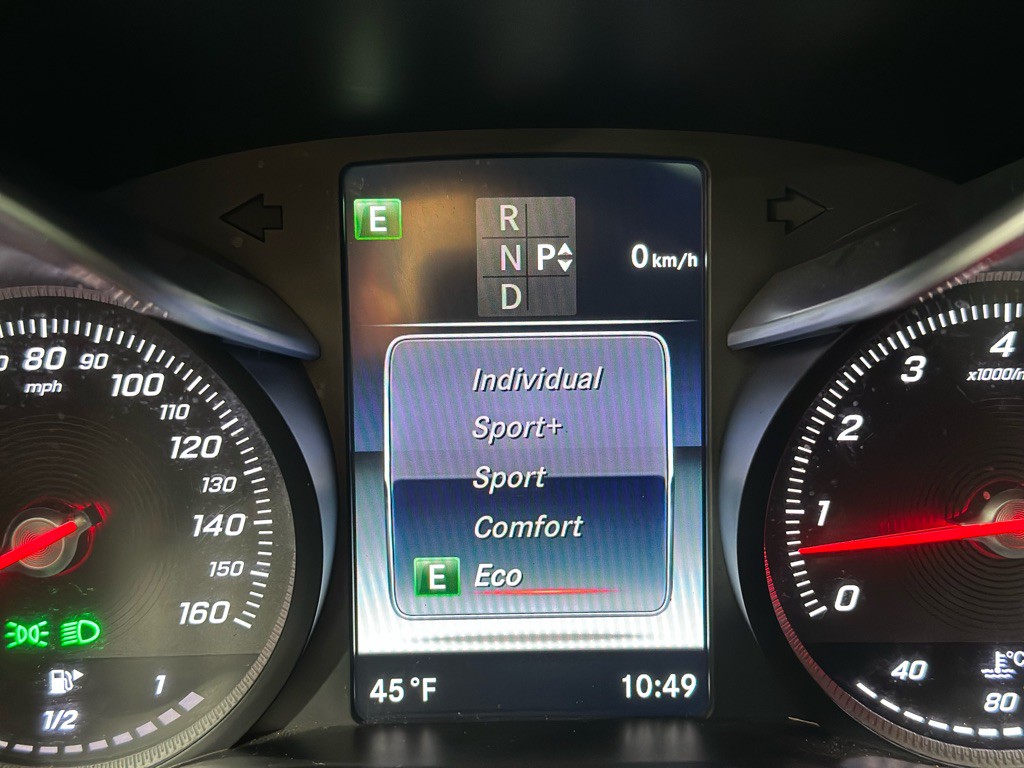 E
R
N P
D
0 km/h
Individual
Sport+
Sport
Comfort
E Eco
45 °F
10:49
80
90
mph
100
110
120
130
140
150
160
1
1/2
4
3
x1000/
2
1
0
40
°C
80